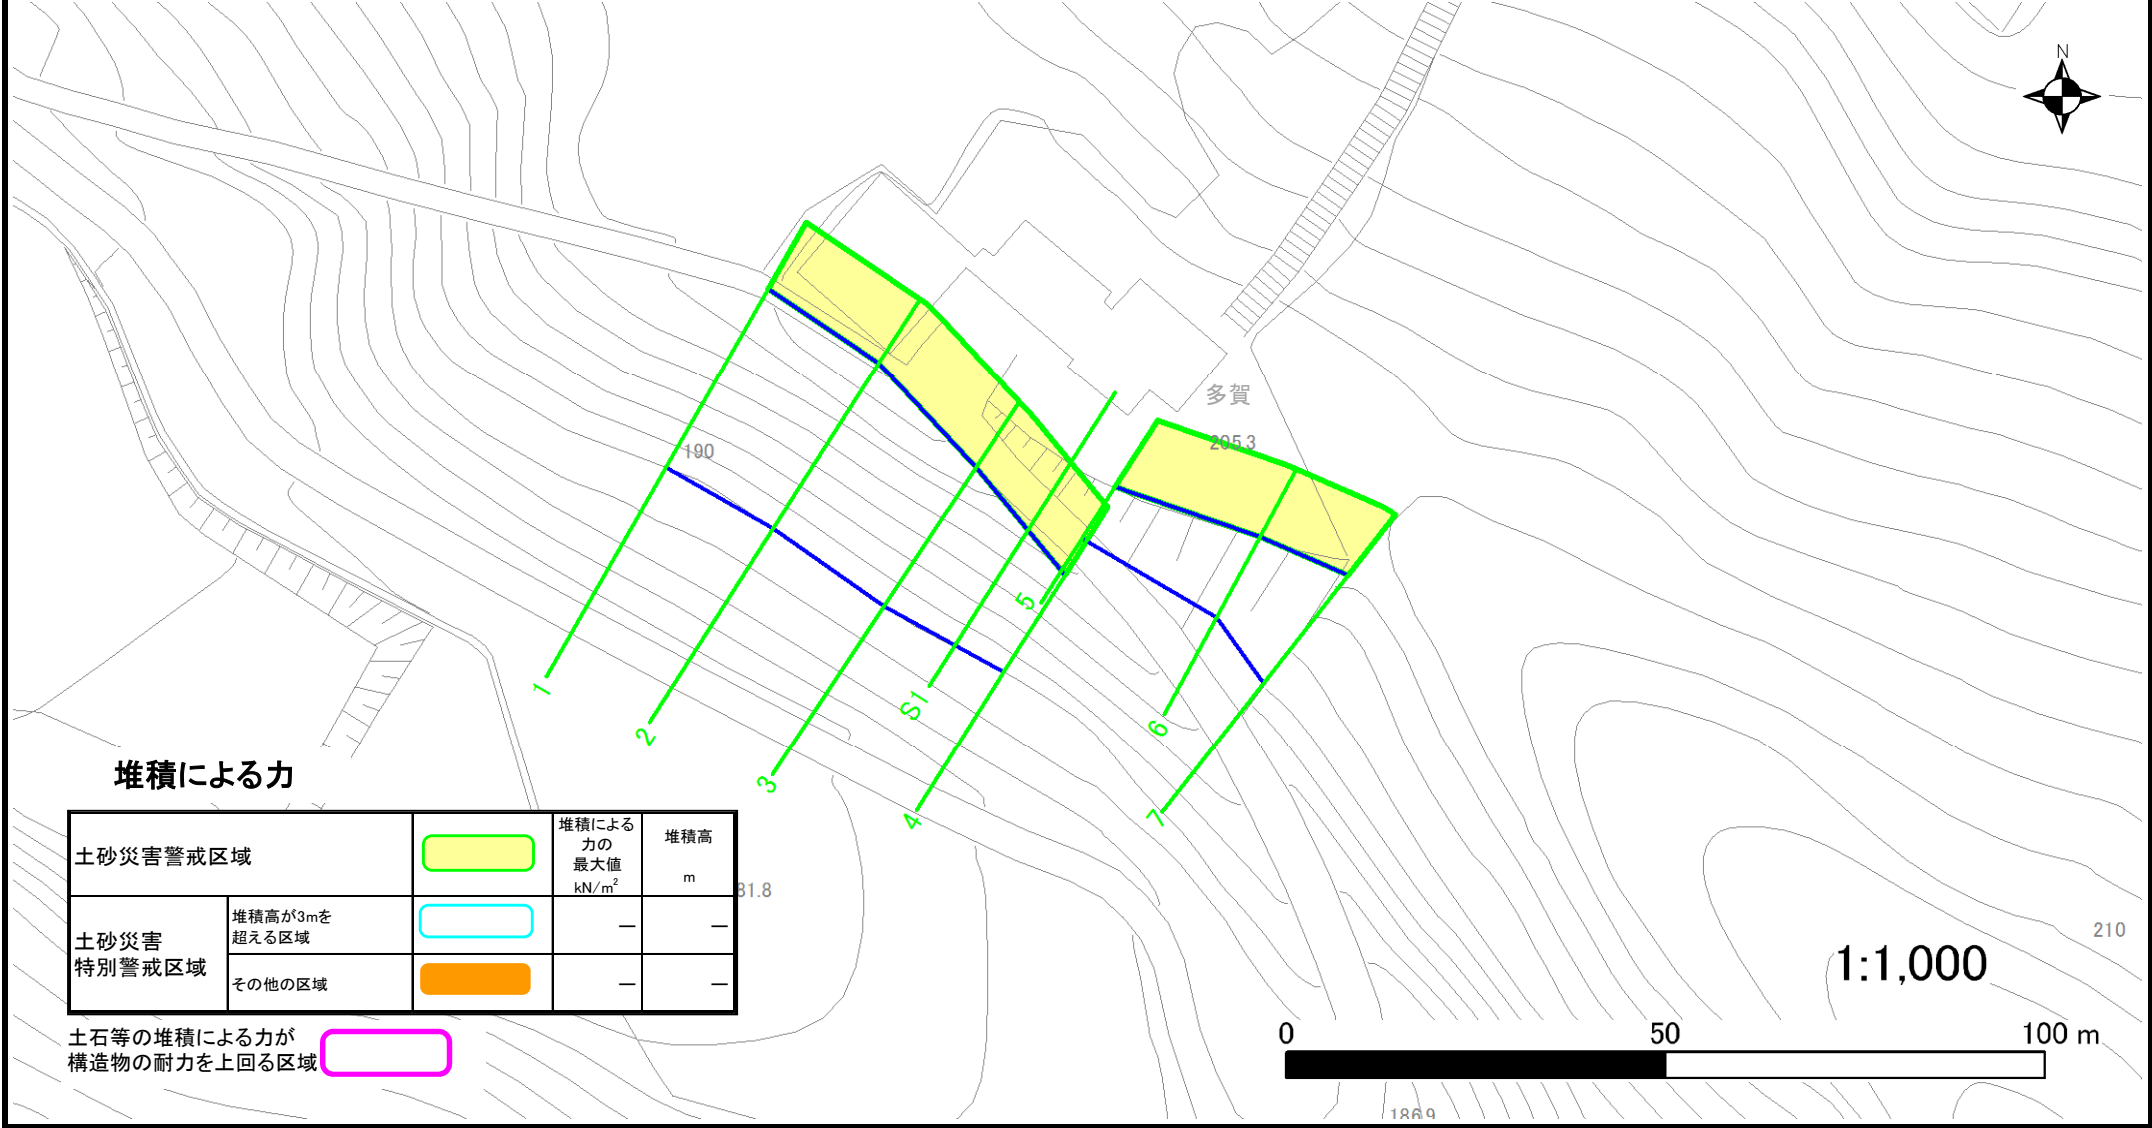 N
多賀
205.3
190
1
2
3
S1
4
5
6
7
堆積による力
土砂災害警戒区域
堆積による
力の
最大値
kN/m²
堆積高
m
土砂災害
特別警戒区域
堆積高が3mを
超える区域
－
－
その他の区域
－
－
81.8
土石等の堆積による力が
構造物の耐力を上回る区域
210
1:1,000
0
50
100 m
186.9